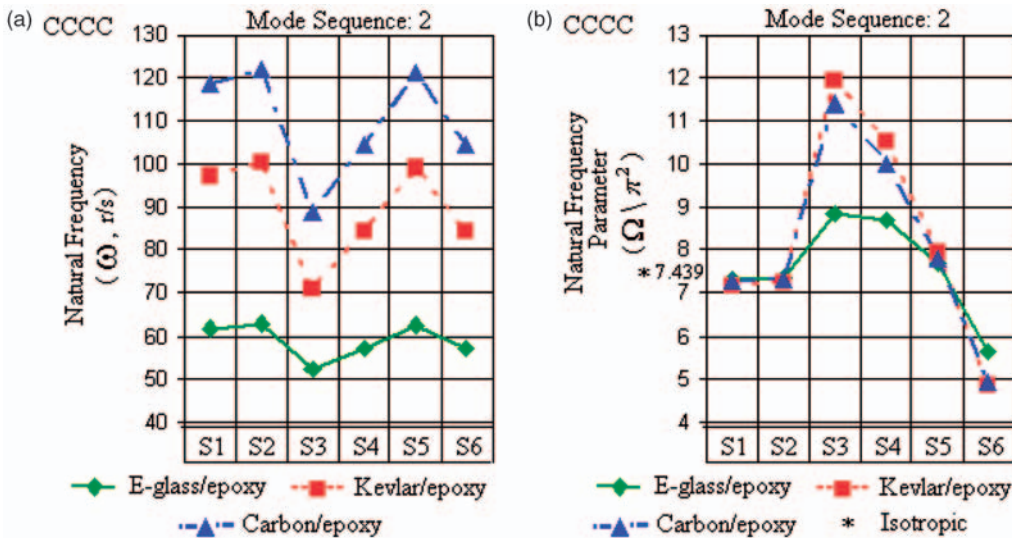 (a) CCCC Mode Sequence: 2
130
120
110
100
90
80
70
60
50
40
Natural Frequency
( ω , r/s)
S1 S2 S3 S4 S5 S6
E-glass/epoxy Kevlar/epoxy
Carbon/epoxy
(b) CCCC Mode Sequence: 2
13
12
11
10
9
8
* 7.439
7
6
5
4
Natural Frequency
Parameter
( Ω \ π²)
S1 S2 S3 S4 S5 S6
E-glass/epoxy Kevlar/epoxy
Carbon/epoxy * Isotropic